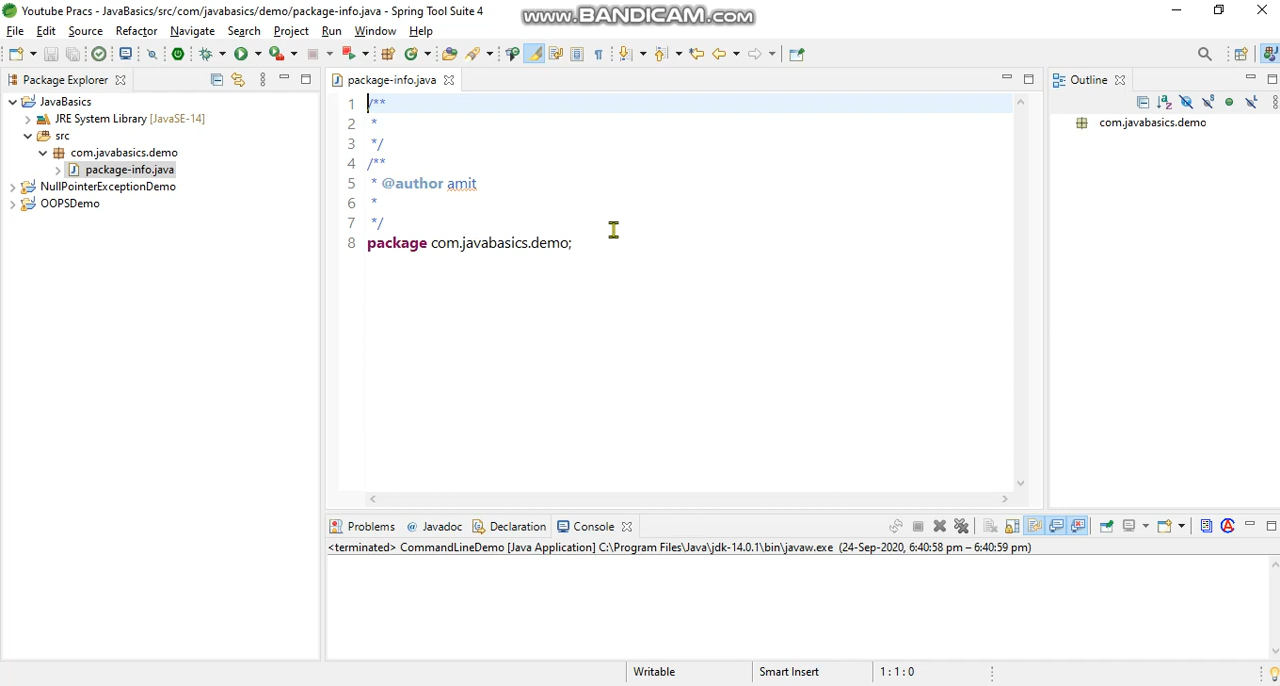 Youtube Pracs - JavaBasics/src/com/javabasics/demo/package-info.java - Spring Tool Suite 4
www.BANDICAM.com
File Edit Source Refactor Navigate Search Project Run Window Help
Package Explorer
JavaBasics
JRE System Library [JavaSE-14]
src
com.javabasics.demo
package-info.java
NullPointerExceptionDemo
OOPSDemo
package-info.java
1 /**
2 *
3 */
4 /**
5 * @author amit
6 *
7 */
8 package com.javabasics.demo;
Outline
com.javabasics.demo
Problems @ Javadoc Declaration Console
<terminated> CommandLineDemo [Java Application] C:\Program Files\Java\jdk-14.0.1\bin\javaw.exe (24-Sep-2020, 6:40:58 pm – 6:40:59 pm)
Writable Smart Insert 1 : 1 : 0